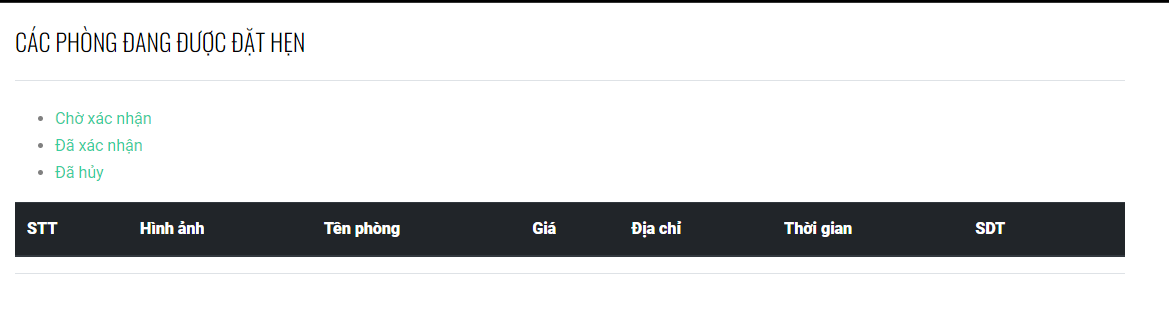 CÁC PHÒNG ĐANG ĐƯỢC ĐẶT HẸN
Chờ xác nhận
Đã xác nhận
Đã hủy
STT Hình ảnh Tên phòng Giá Địa chỉ Thời gian SDT